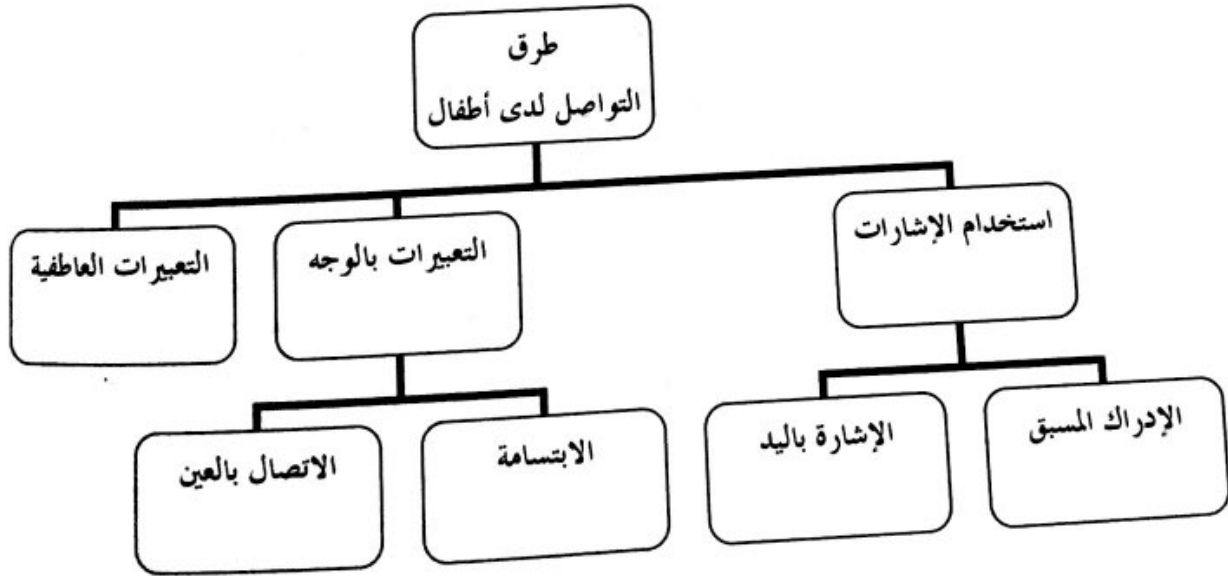 طرق
التواصل لدى أطفال
استخدام الإشارات
التعبيرات بالوجه
التعبيرات العاطفية
الإدراك المسبق
الإشارة باليد
الابتسامة
الاتصال بالعين